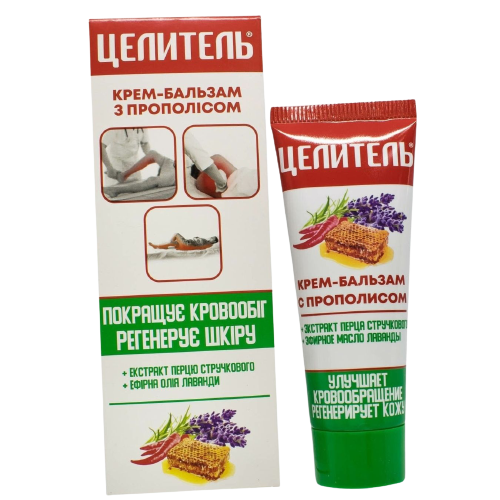 ЦЕЛИТЕЛЬ®
КРЕМ-БАЛЬЗАМ
З ПРОПОЛІСОМ
ПОКРАЩУЄ КРОВООБІГ
РЕГЕНЕРУЄ ШКІРУ
+ ЕКСТРАКТ ПЕРЦЮ СТРУЧКОВОГО
+ ЕФІРНА ОЛІЯ ЛАВАНДИ
ЦЕЛИТЕЛЬ®
КРЕМ-БАЛЬЗАМ
С ПРОПОЛИСОМ
+ ЭКСТРАКТ ПЕРЦА СТРУЧКОВОГО
+ ЭФИРНОЕ МАСЛО ЛАВАНДЫ
УЛУЧШАЕТ
КРОВООБРАЩЕНИЕ
РЕГЕНЕРИРУЕТ КОЖУ